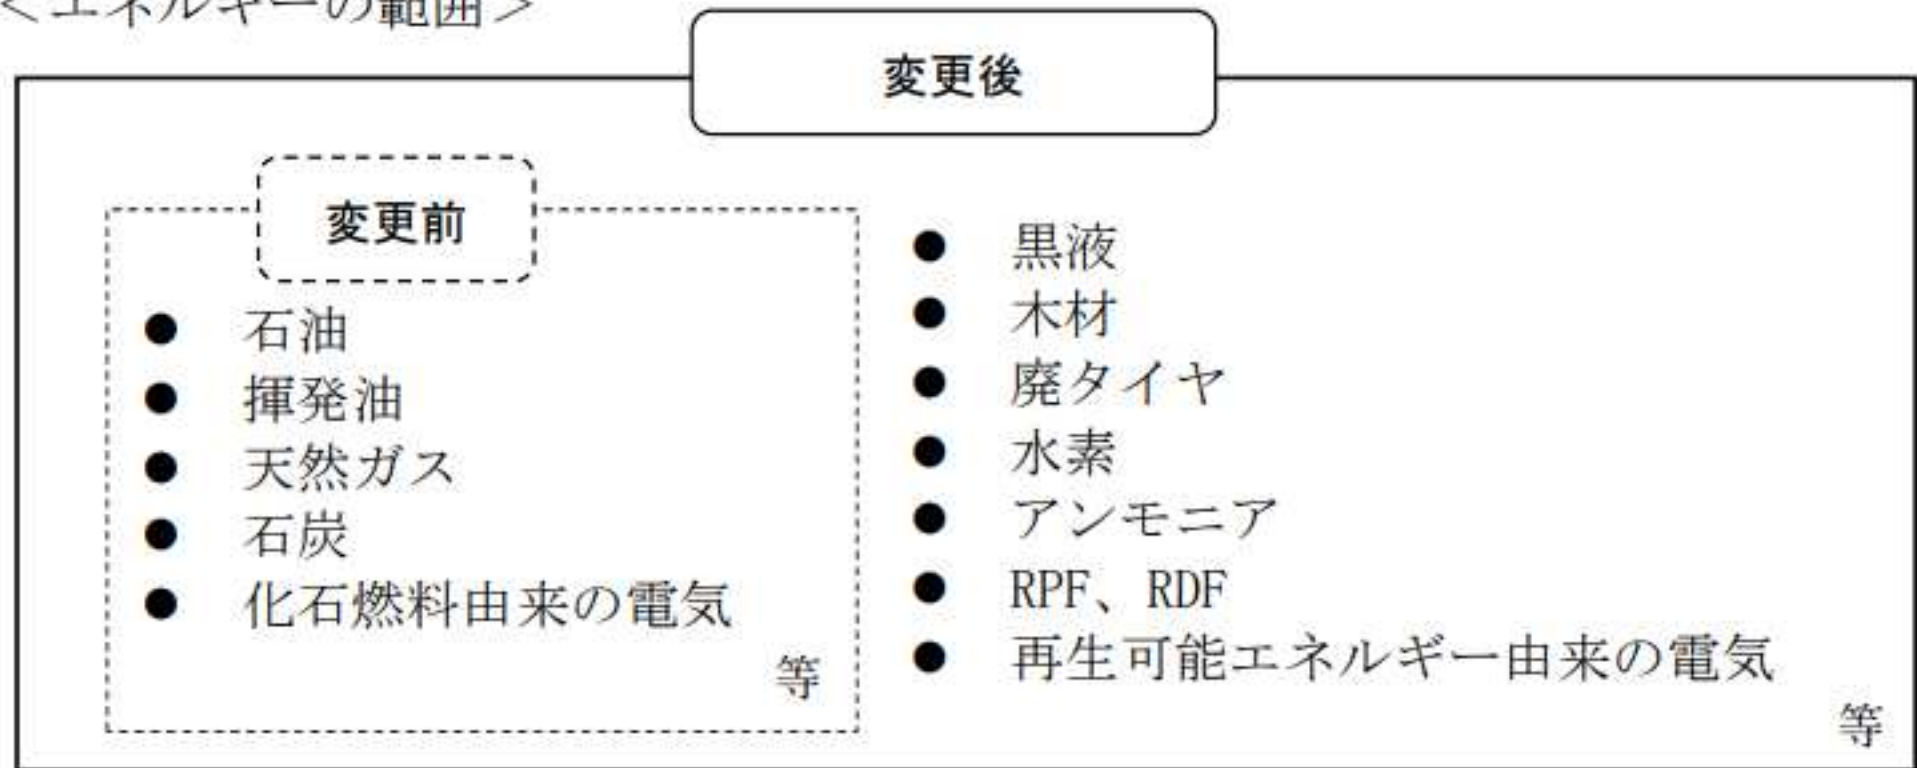 ＜エネルギーの範囲＞
変更後
変更前
● 石油
● 揮発油
● 天然ガス
● 石炭
● 化石燃料由来の電気
等
● 黒液
● 木材
● 廃タイヤ
● 水素
● アンモニア
● RPF、RDF
● 再生可能エネルギー由来の電気
等